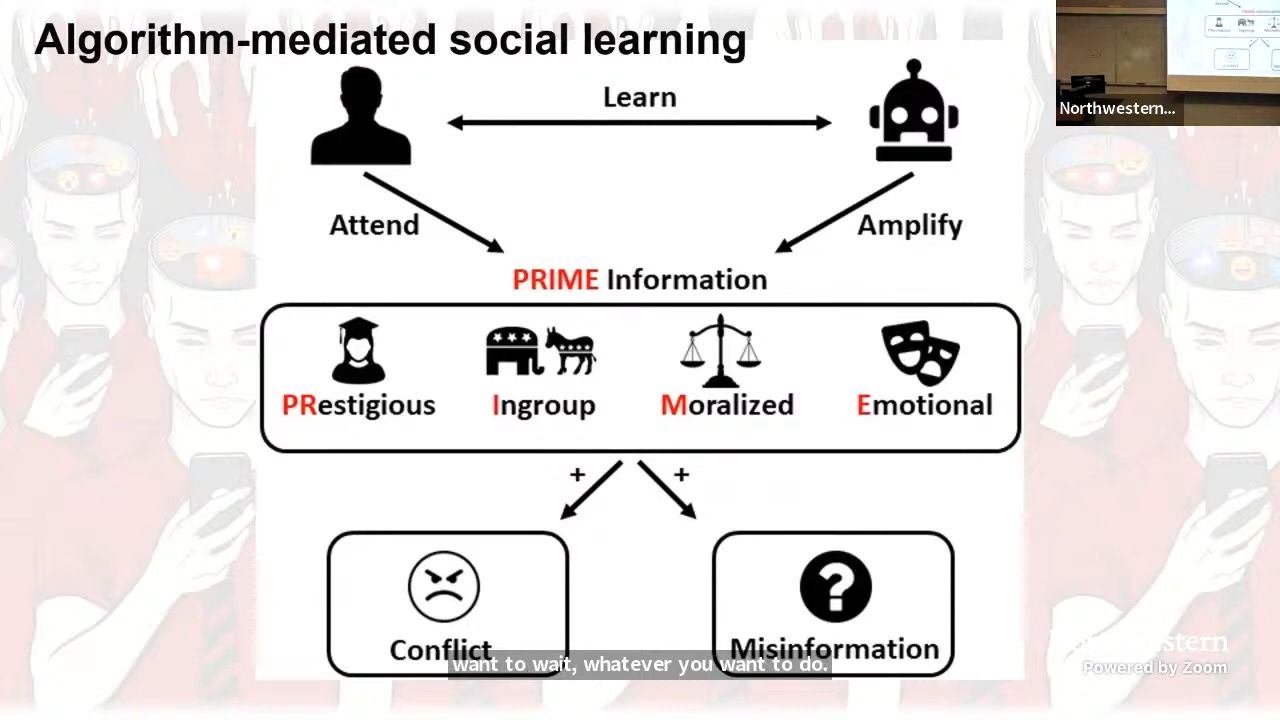 Algorithm-mediated social learning
Learn
Northwestern...
Attend
Amplify
PRIME Information
PRestigious
Ingroup
Moralized
Emotional
+
+
Conflict
Misinformation
want to wait, whatever you want to do.
Powered by Zoom